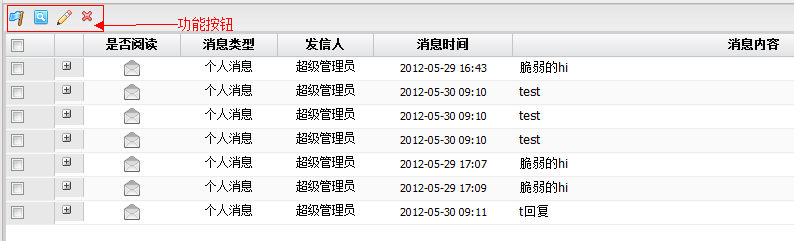 功能按钮
是否阅读 消息类型 发信人 消息时间 消息内容
个人消息 超级管理员 2012-05-29 16:43 脆弱的hi
个人消息 超级管理员 2012-05-30 09:10 test
个人消息 超级管理员 2012-05-30 09:10 test
个人消息 超级管理员 2012-05-30 09:10 test
个人消息 超级管理员 2012-05-29 17:07 脆弱的hi
个人消息 超级管理员 2012-05-29 17:09 脆弱的hi
个人消息 超级管理员 2012-05-30 09:11 t回复